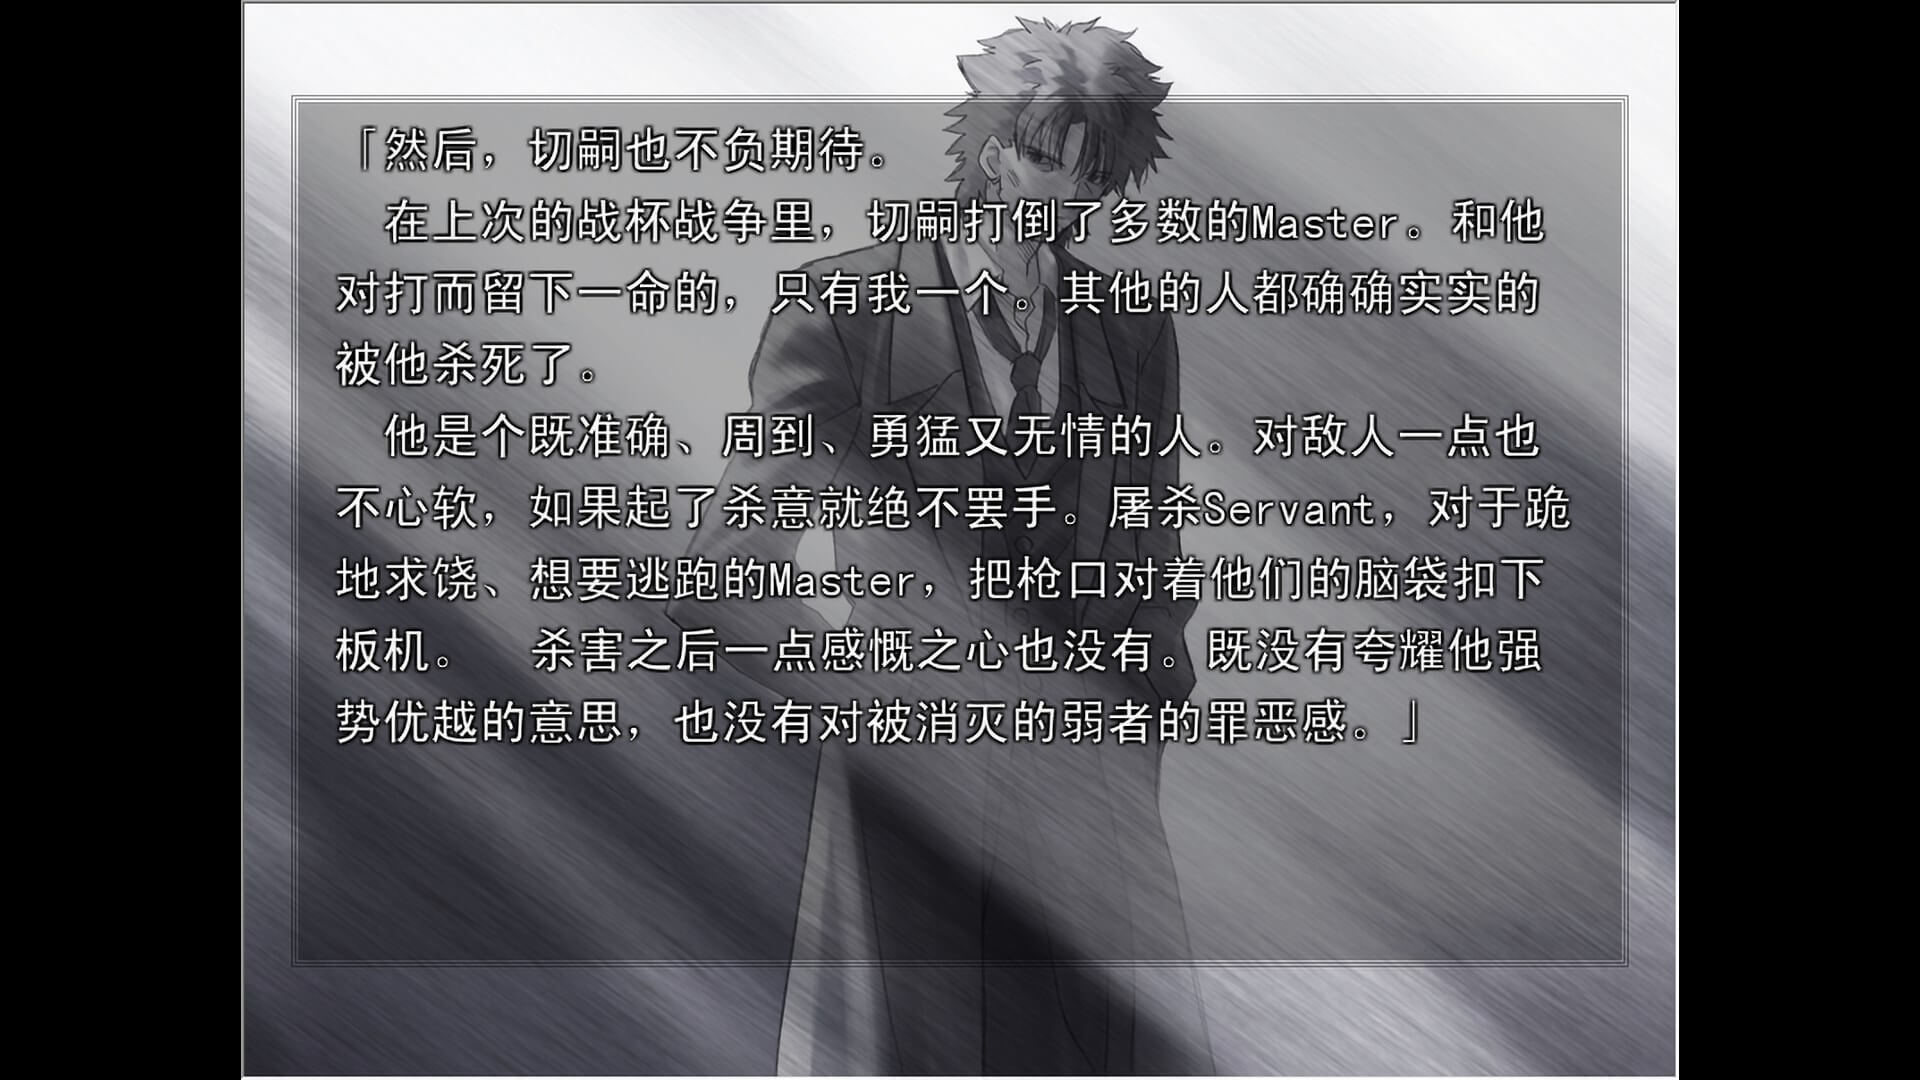 「然后，切嗣也不负期待。
在上次的战杯战争里，切嗣打倒了多数的Master。和他
对打而留下一命的，只有我一个。其他的人都确确实实的
被他杀死了。
他是个既准确、周到、勇猛又无情的人。对敌人一点也
不心软，如果起了杀意就绝不罢手。屠杀Servant，对于跪
地求饶、想要逃跑的Master，把枪口对着他们的脑袋扣下
板机。　杀害之后一点感慨之心也没有。既没有夸耀他强
势优越的意思，也没有对被消灭的弱者的罪恶感。」